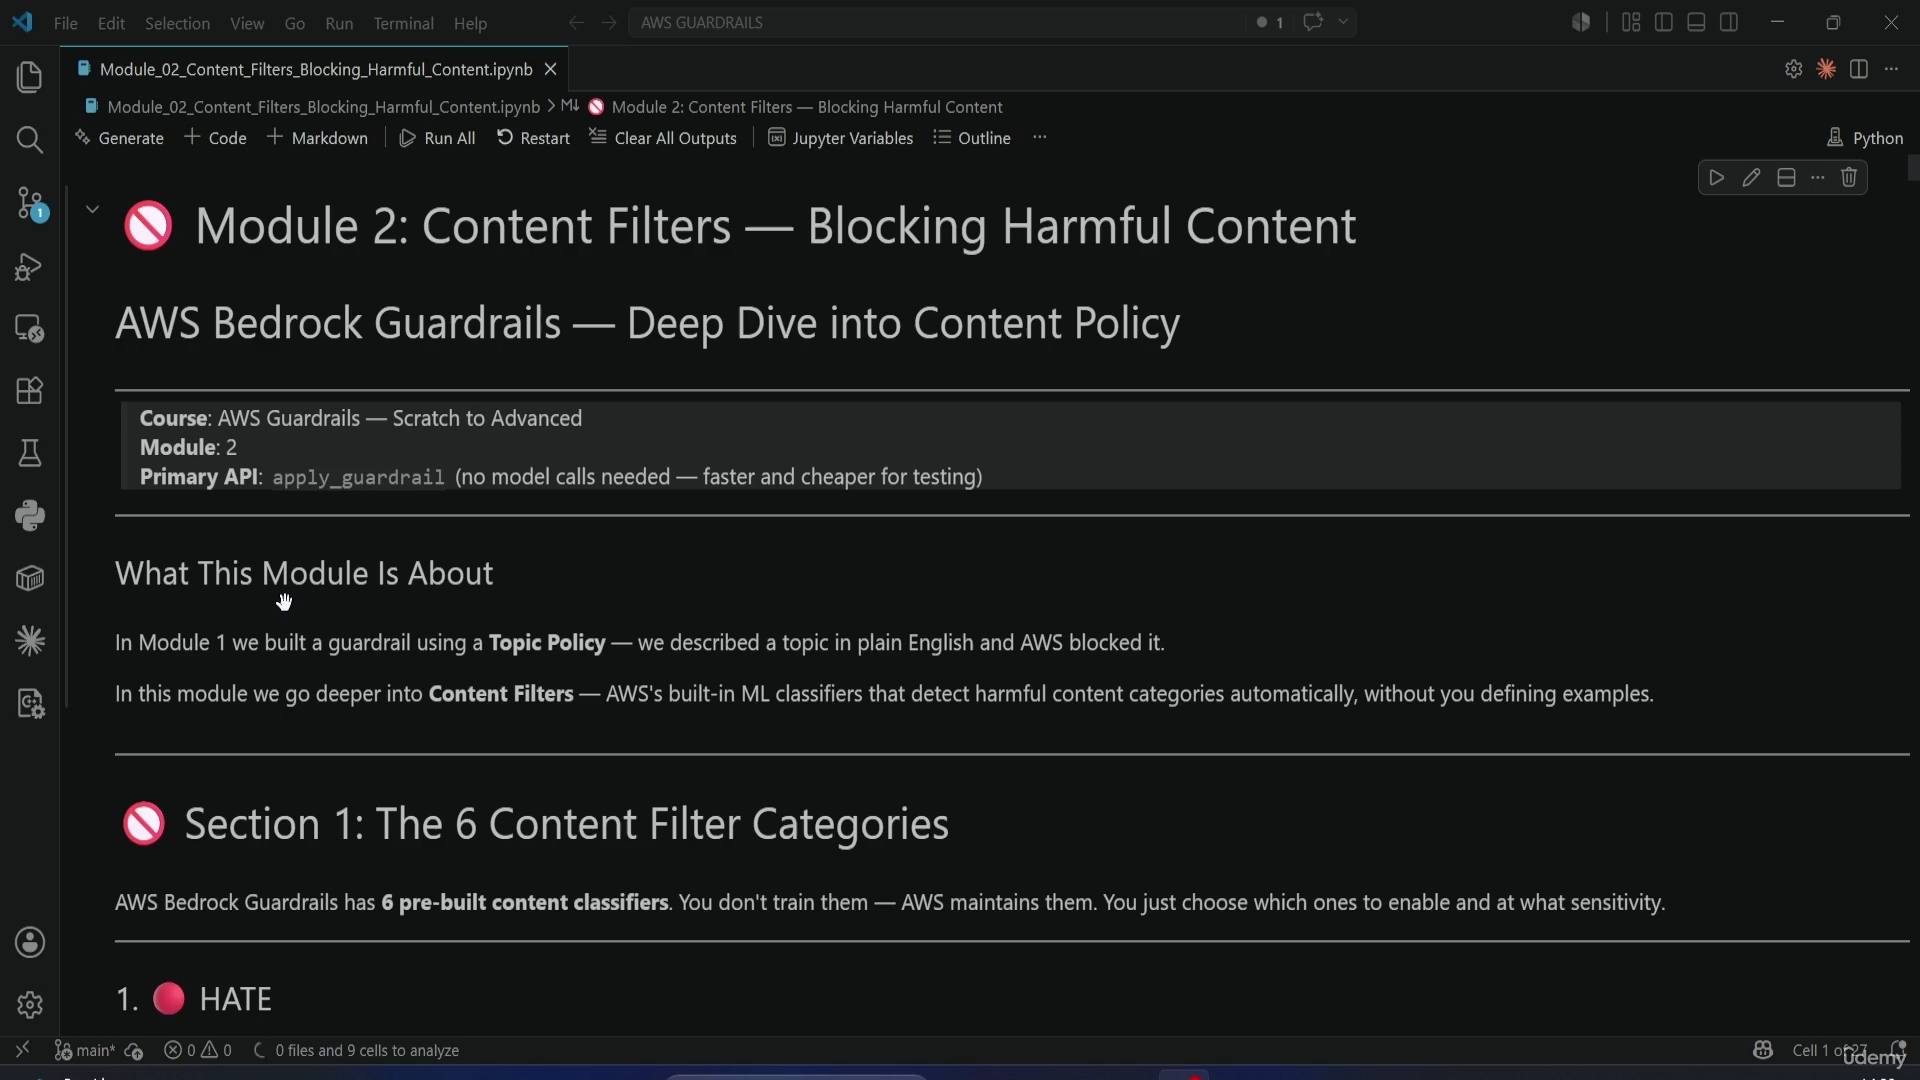 File Edit Selection View Go Run Terminal Help
AWS GUARDRAILS
1
Module_02_Content_Filters_Blocking_Harmful_Content.ipynb
Module_02_Content_Filters_Blocking_Harmful_Content.ipynb > M↓ Module 2: Content Filters — Blocking Harmful Content
Generate + Code + Markdown Run All Restart Clear All Outputs Jupyter Variables Outline ...
Python
1
Module 2: Content Filters — Blocking Harmful Content
AWS Bedrock Guardrails — Deep Dive into Content Policy
Course: AWS Guardrails — Scratch to Advanced
Module: 2
Primary API: apply_guardrail (no model calls needed — faster and cheaper for testing)
What This Module Is About
In Module 1 we built a guardrail using a Topic Policy — we described a topic in plain English and AWS blocked it.
In this module we go deeper into Content Filters — AWS's built-in ML classifiers that detect harmful content categories automatically, without you defining examples.
Section 1: The 6 Content Filter Categories
AWS Bedrock Guardrails has 6 pre-built content classifiers. You don't train them — AWS maintains them. You just choose which ones to enable and at what sensitivity.
1. HATE
main* 0 0 0 files and 9 cells to analyze
Cell 1 of 27
udemy